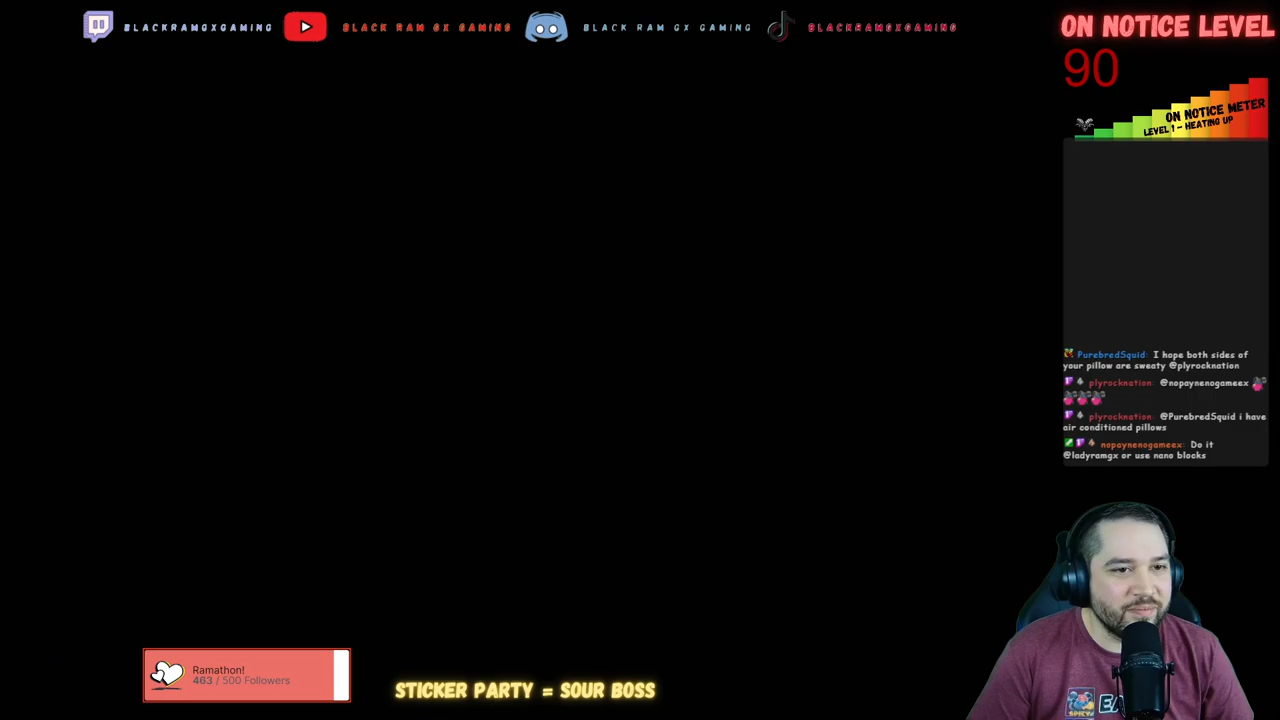 BLACKRAMGXGAMING
BLACK RAM GX GAMING
BLACK RAM GX GAMING
BLACKRAMGXGAMING
ON NOTICE LEVEL
90
ON NOTICE METER
LEVEL 1 - HEATING UP
PurebredSquid: I hope both sides of
your pillow are sweaty @plyrocknation
plyrocknation: @nopaynenogameex
plyrocknation: @PurebredSquid i have
air conditioned pillows
nopaynenogameex: Do it
@ladyramgx or use nano blocks
Ramathon!
463 / 500 Followers
STICKER PARTY = SOUR BOSS